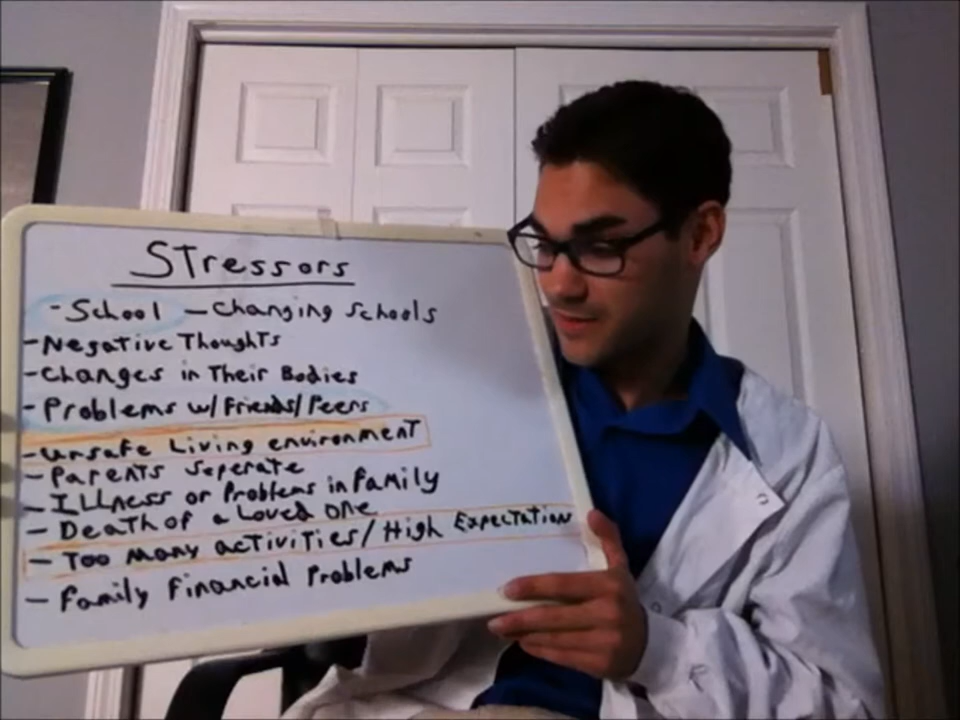 STressors
- School - Changing Schools
- Negative Thoughts
- Changes in Their Bodies
- Problems w/Friends/Peers
- unsafe Living environment
- Parents Seperate
- Illness or Problems in Family
- Death of a Loved one
- Too many activities/High Expectations
- Family Financial Problems